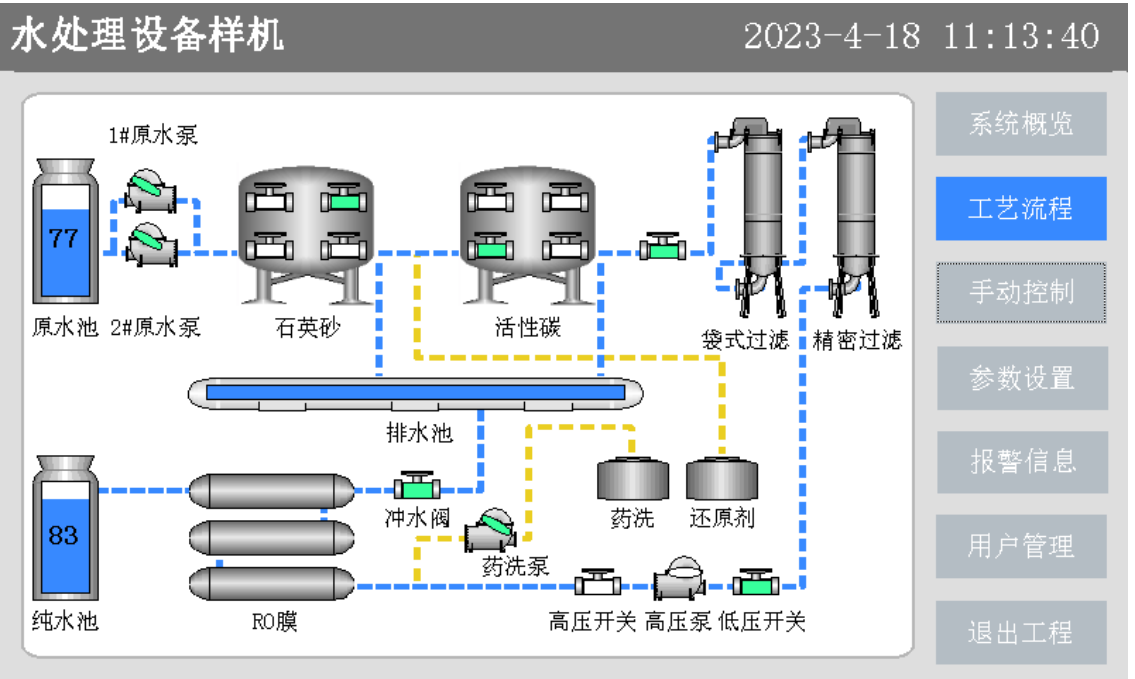 水处理设备样机
2023-4-18 11:13:40
系统概览
工艺流程
手动控制
参数设置
报警信息
用户管理
退出工程
1#原水泵
77
原水池
2#原水泵
石英砂
活性碳
袋式过滤
精密过滤
排水池
83
冲水阀
药洗
还原剂
药洗泵
纯水池
RO膜
高压开关
高压泵
低压开关